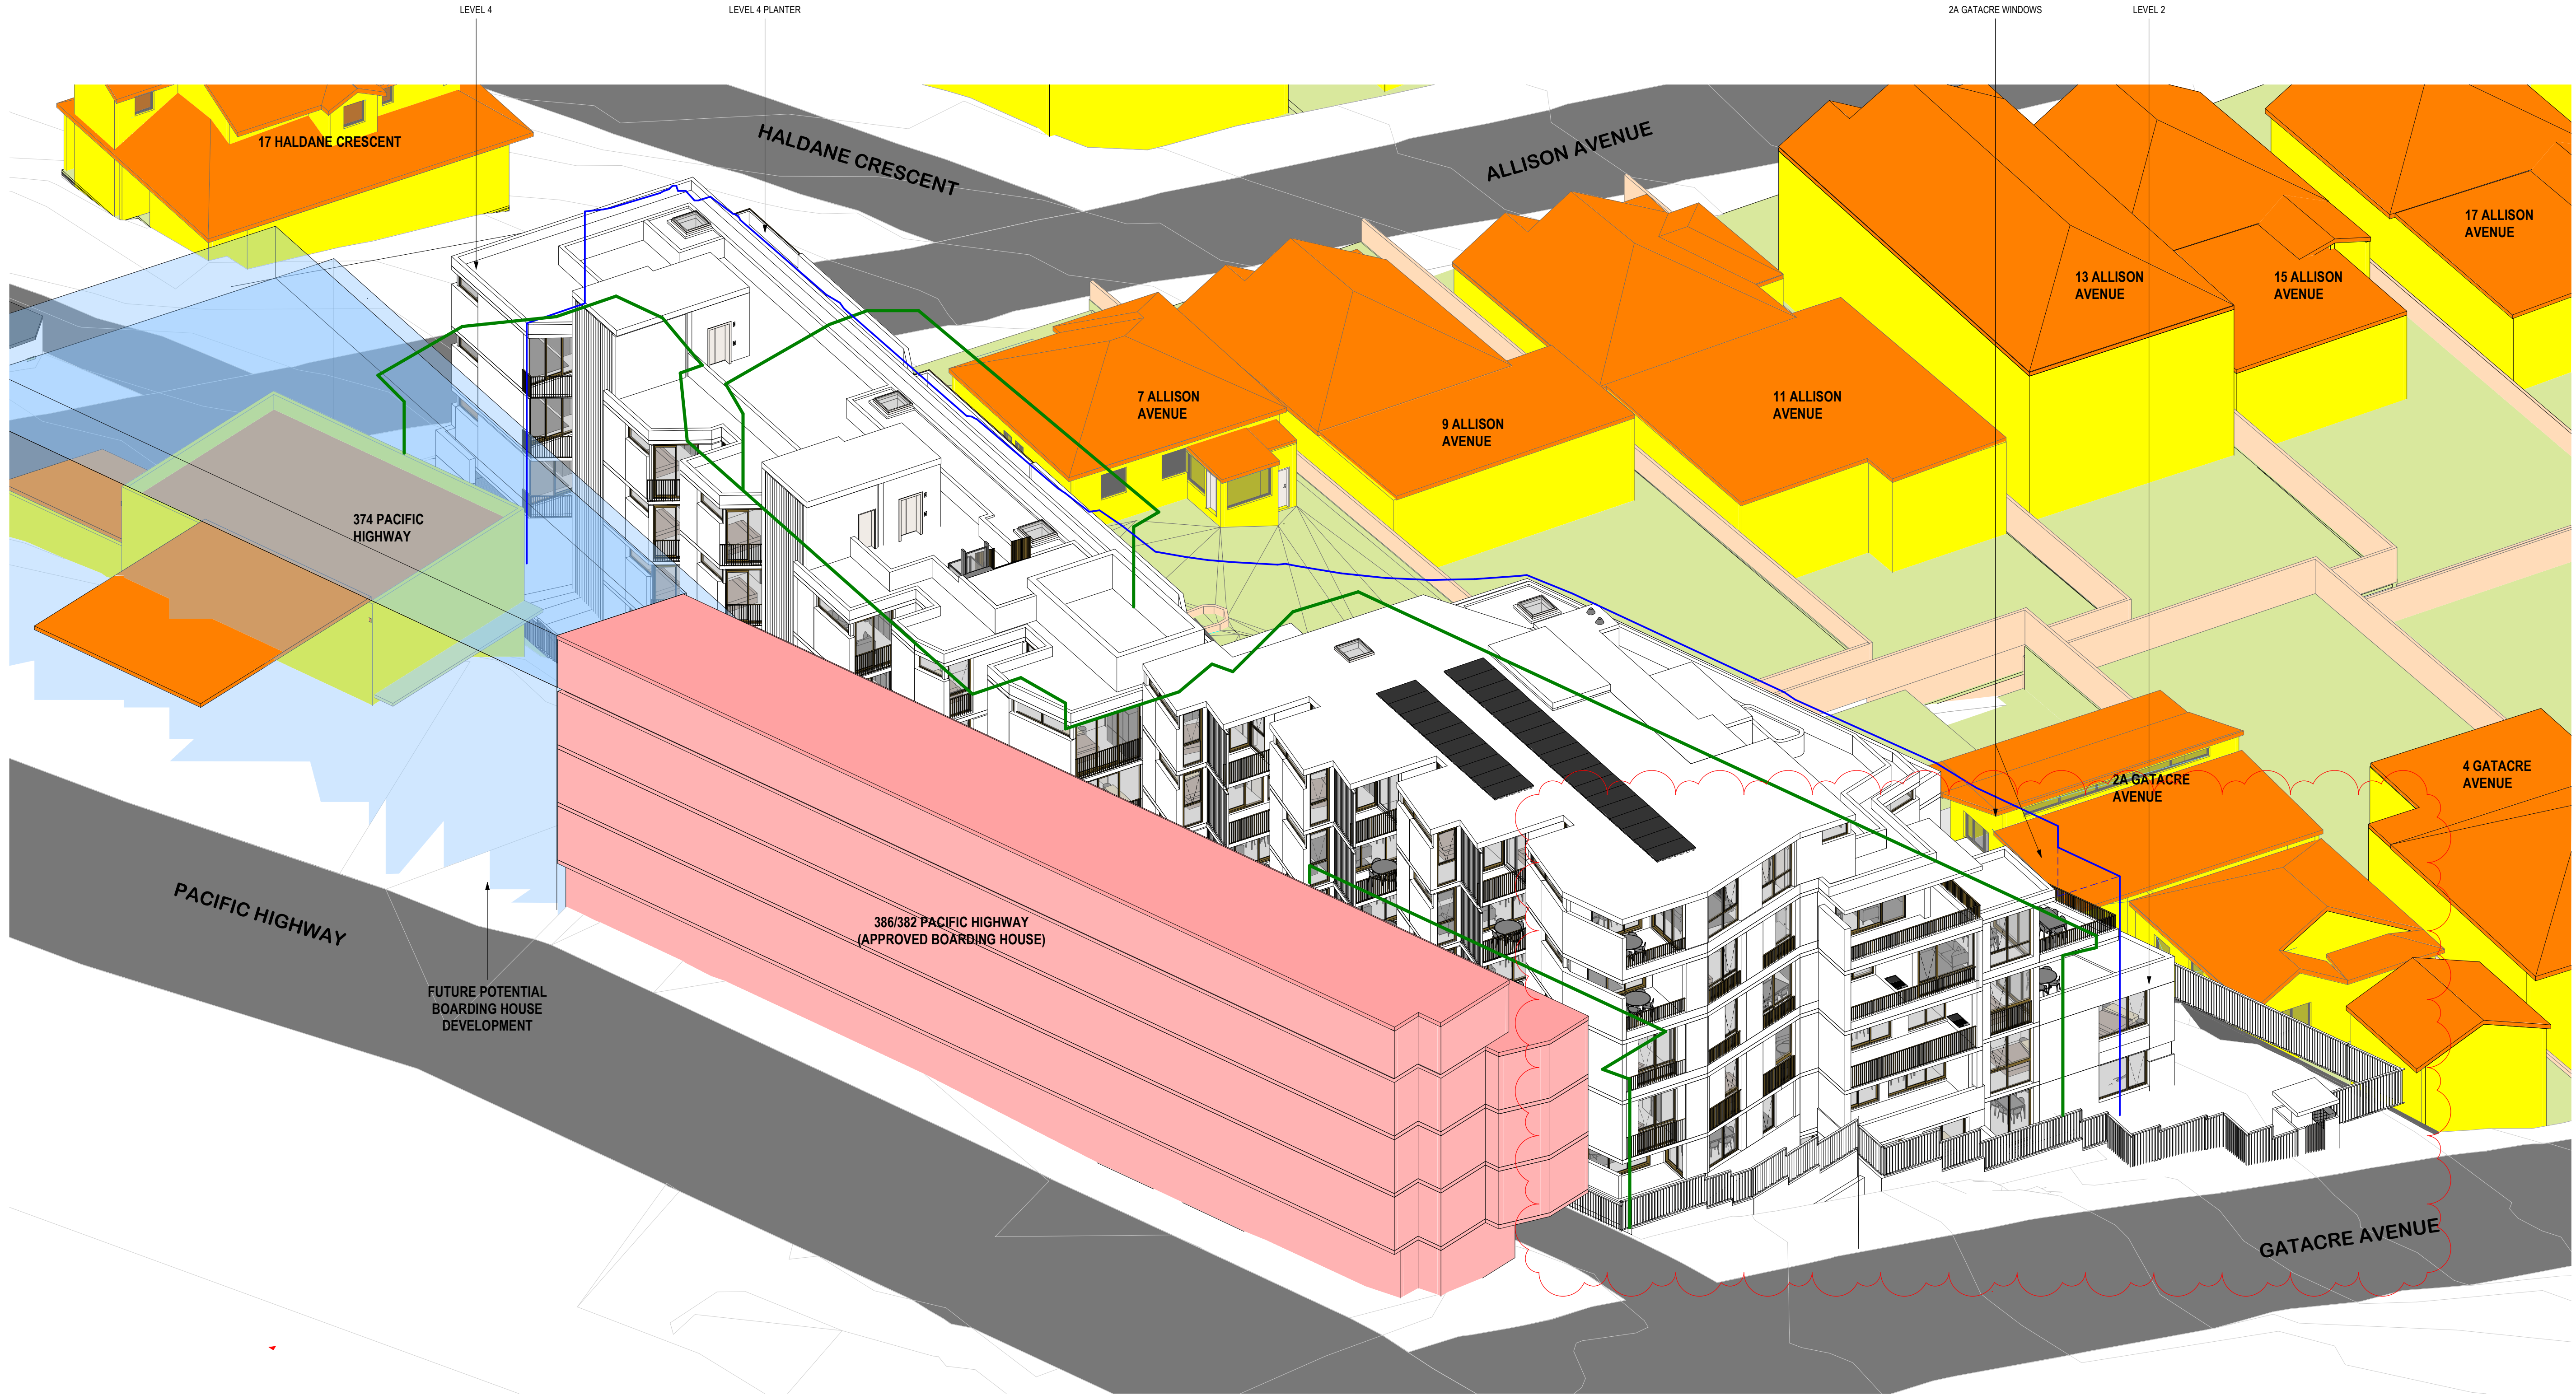 LEVEL 4
LEVEL 4 PLANTER
2A GATACRE WINDOWS
LEVEL 2
17 HALDANE CRESCENT
HALDANE CRESCENT
ALLISON AVENUE
17 ALLISON
AVENUE
13 ALLISON
AVENUE
15 ALLISON
AVENUE
7 ALLISON
AVENUE
9 ALLISON
AVENUE
11 ALLISON
AVENUE
374 PACIFIC
HIGHWAY
2A GATACRE
AVENUE
4 GATACRE
AVENUE
PACIFIC HIGHWAY
386/382 PACIFIC HIGHWAY
(APPROVED BOARDING HOUSE)
FUTURE POTENTIAL
BOARDING HOUSE
DEVELOPMENT
GATACRE AVENUE